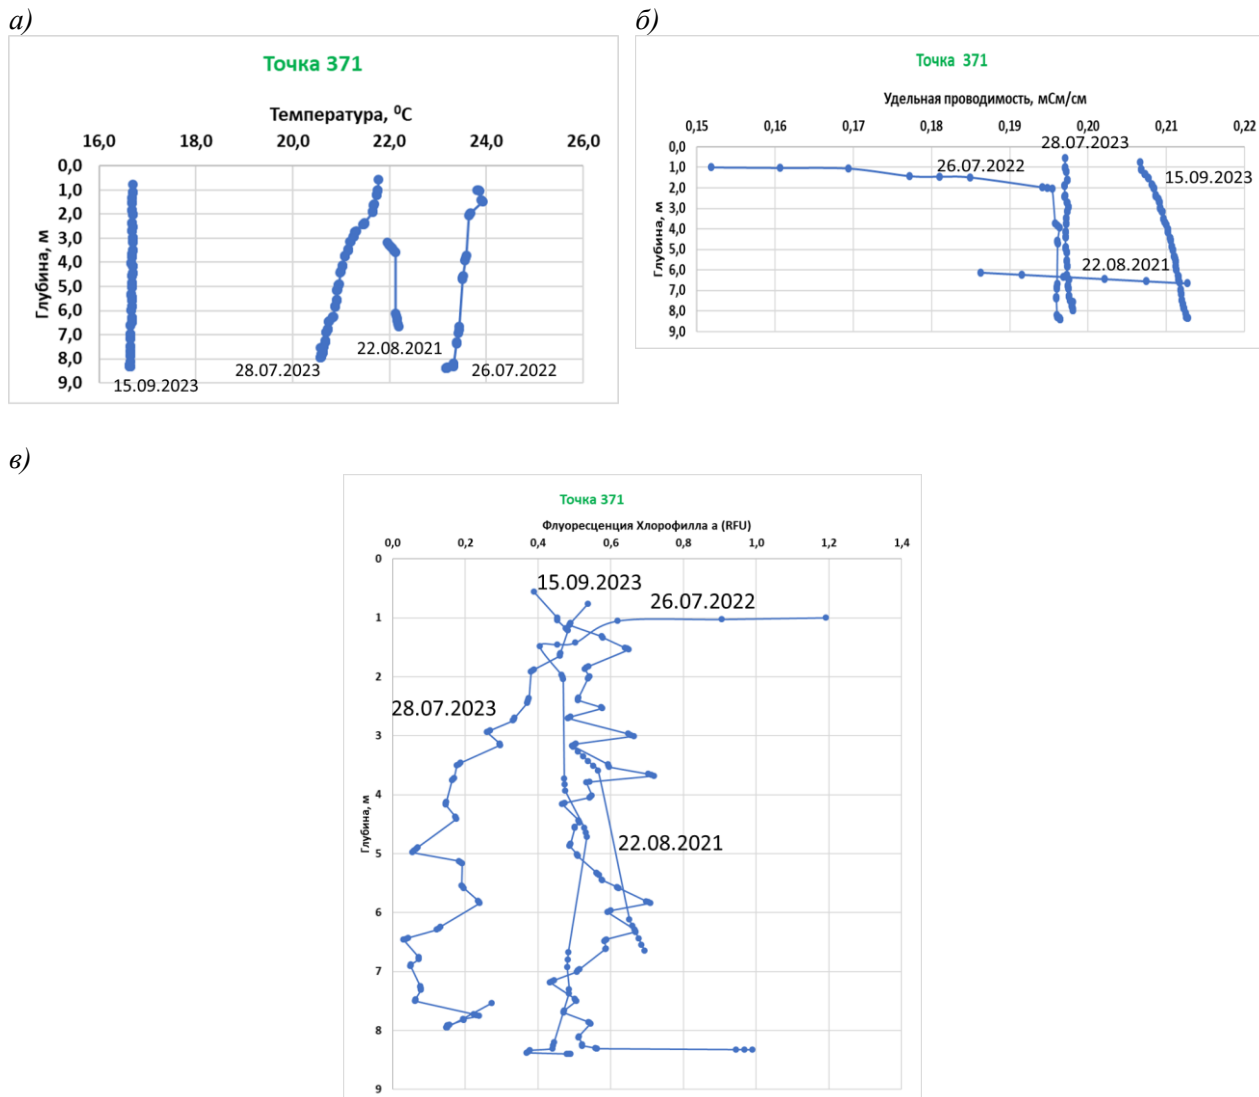 а)
Точка 371
Температура, ⁰С
16,0 18,0 20,0 22,0 24,0 26,0
0,0
1,0
2,0
3,0
4,0
5,0
6,0
7,0
8,0
9,0
Глубина, м
15.09.2023
28.07.2023
22.08.2021
26.07.2022
б)
Точка 371
Удельная проводимость, мСм/см
0,15 0,16 0,17 0,18 0,19 0,20 0,21 0,22
0,0
1,0
2,0
3,0
4,0
5,0
6,0
7,0
8,0
9,0
Глубина, м
28.07.2023
26.07.2022
15.09.2023
22.08.2021
в)
Точка 371
Флуоресценция Хлорофилла а (RFU)
0,0 0,2 0,4 0,6 0,8 1,0 1,2 1,4
0
1
2
3
4
5
6
7
8
9
Глубина, м
15.09.2023
26.07.2022
28.07.2023
22.08.2021